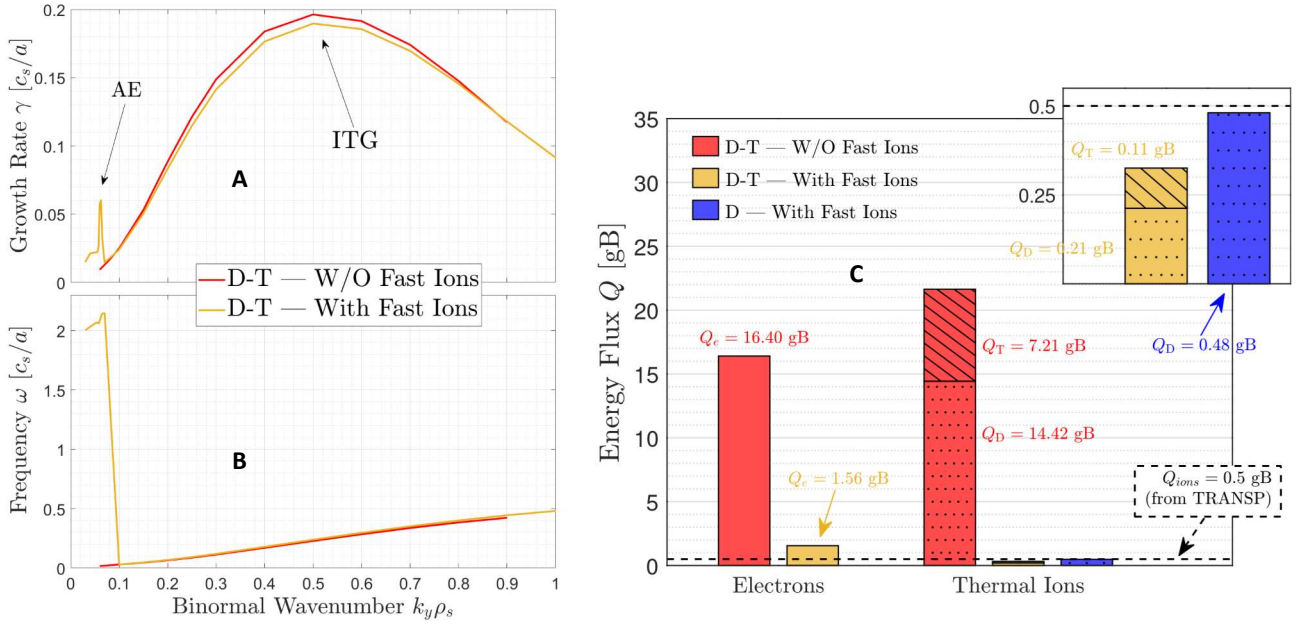 0.2
0.15
0.1
0.05
0
Growth Rate γ [c_s/a]
AE
ITG
A
D-T — W/O Fast Ions
D-T — With Fast Ions
2
1.5
1
0.5
0
Frequency ω [c_s/a]
B
0
0.1
0.2
0.3
0.4
0.5
0.6
0.7
0.8
0.9
1
Binormal Wavenumber k_yρ_s
35
30
25
20
15
10
5
0
Energy Flux Q [gB]
D-T — W/O Fast Ions
D-T — With Fast Ions
D — With Fast Ions
C
Q_e = 16.40 gB
Q_e = 1.56 gB
Q_T = 7.21 gB
Q_D = 14.42 gB
Q_ions = 0.5 gB
(from TRANSP)
Electrons
Thermal Ions
0.5
0.25
Q_T = 0.11 gB
Q_D = 0.21 gB
Q_D = 0.48 gB